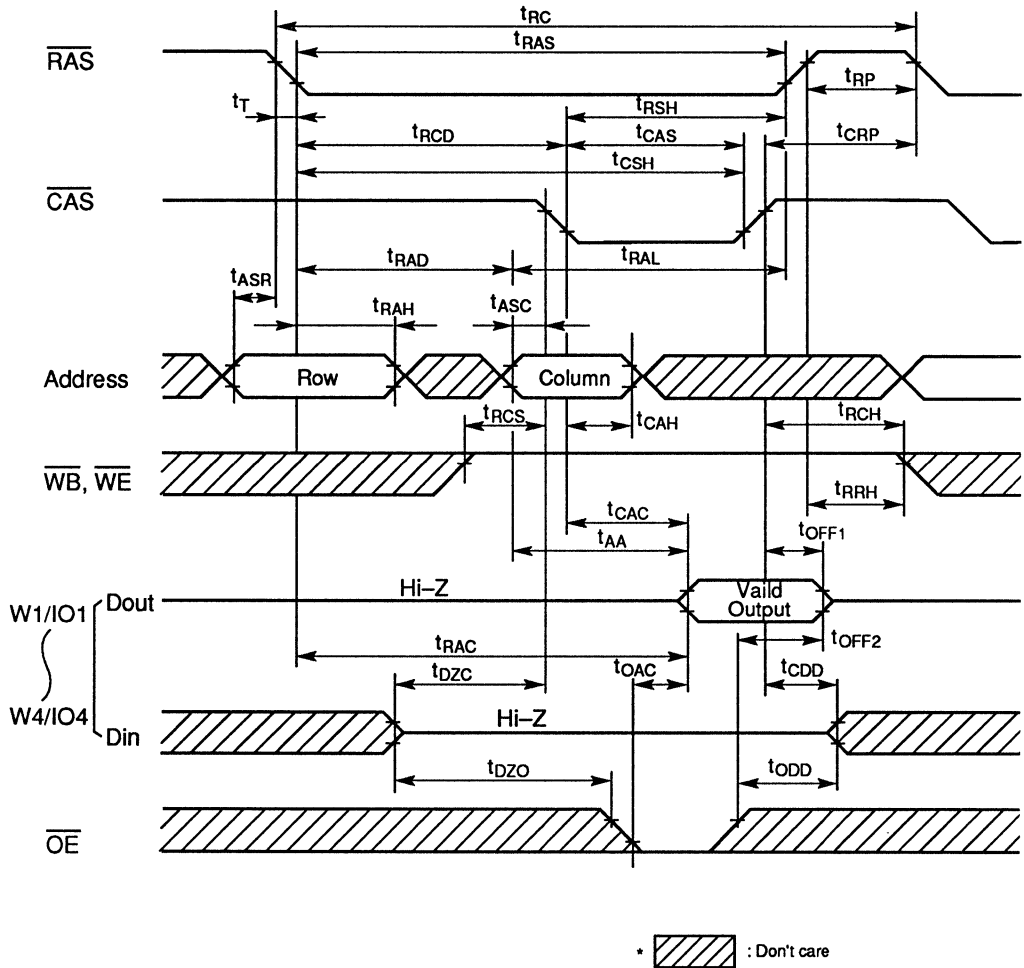 tRC
RAS
tRAS
tRP
tT
tRSH
tRCD
tCAS
tCRP
tCSH
CAS
tRAD
tRAL
tASR
tRAH
tASC
Address
Row
Column
tRCS
tCAH
tRCH
WB, WE
tRRH
tCAC
tOFF1
tAA
Hi–Z
Vaild
Output
W1/IO1
Dout
tRAC
tOFF2
tDZC
tOAC
tCDD
W4/IO4
Din
Hi–Z
tDZO
tODD
OE
* : Don't care